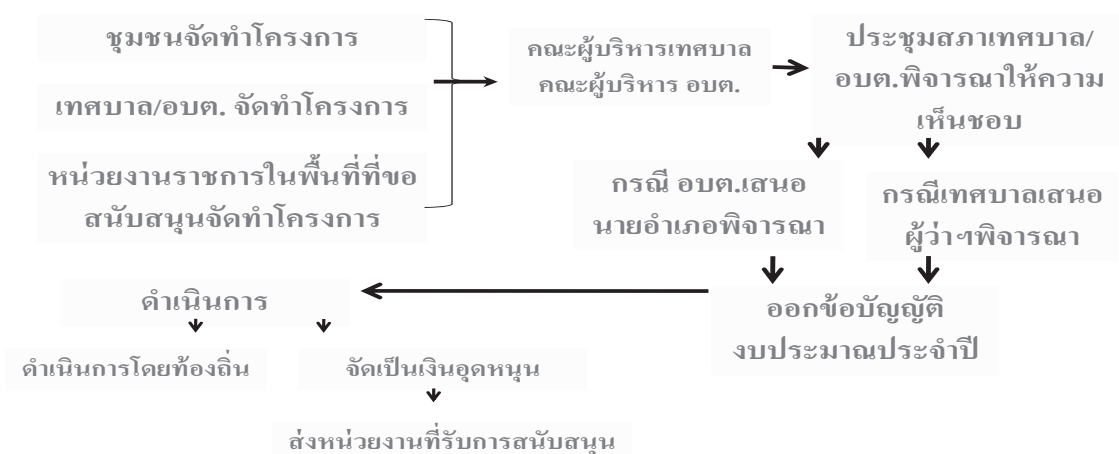 ชุมชนจัดทำโครงการ
เทศบาล/อบต. จัดทำโครงการ
หน่วยงานราชการในพื้นที่ที่ขอ
สนับสนุนจัดทำโครงการ
คณะผู้บริหารเทศบาล
คณะผู้บริหาร อบต.
ประชุมสภาเทศบาล/
อบต.พิจารณาให้ความ
เห็นชอบ
กรณี อบต.เสนอ
นายอำเภอพิจารณา
กรณีเทศบาลเสนอ
ผู้ว่าฯพิจารณา
ออกข้อบัญญัติ
งบประมาณประจำปี
ดำเนินการ
ดำเนินการโดยท้องถิ่น
จัดเป็นเงินอุดหนุน
ส่งหน่วยงานที่รับการสนับสนุน